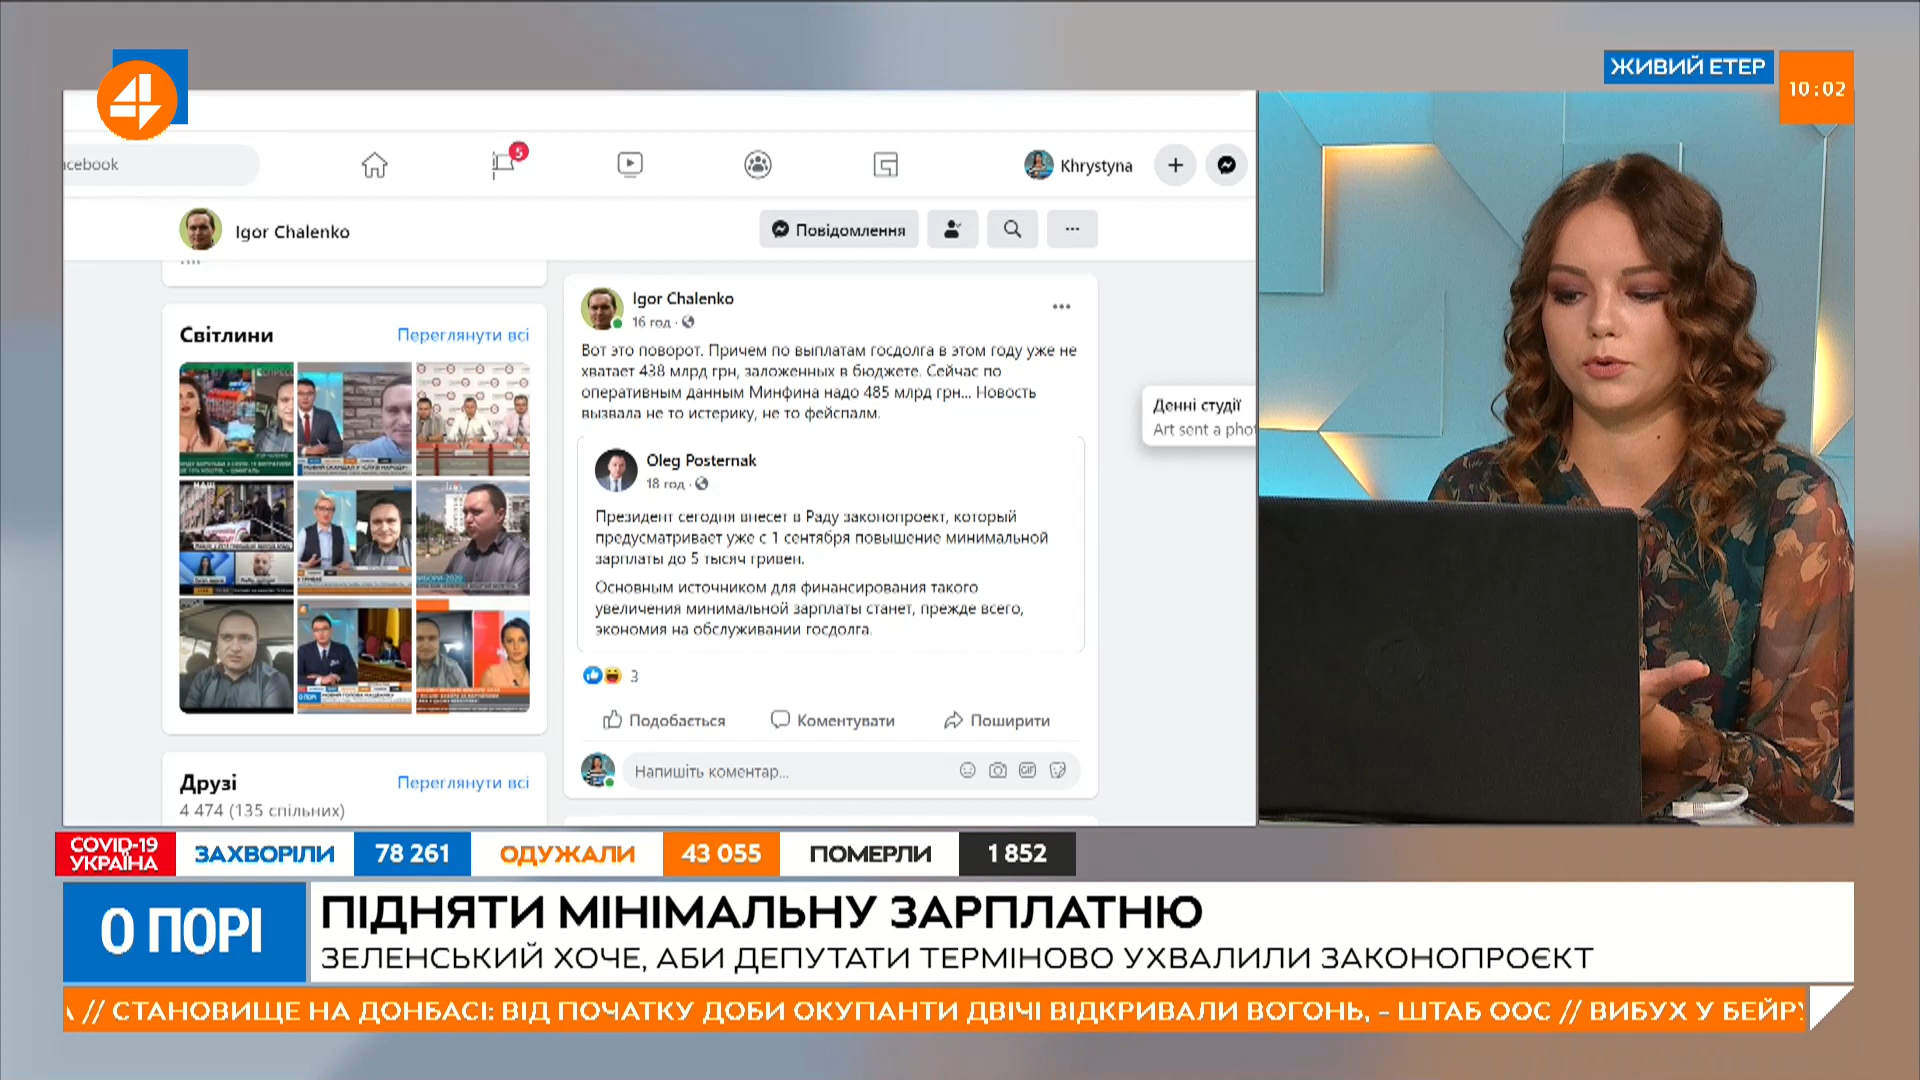 4
ЖИВИЙ ЕТЕР
10:02
acebook
5
Khrystyna
Igor Chalenko
Повідомлення
Світлини
Переглянути всі
Igor Chalenko
16 год ·
Вот это поворот. Причем по выплатам госдолга в этом году уже не
хватает 438 млрд грн, заложенных в бюджете. Сейчас по
оперативным данным Минфина надо 485 млрд грн... Новость
вызвала не то истерику, не то фейспалм.
Oleg Posternak
18 год ·
Президент сегодня внесет в Раду законопроект, который
предусматривает уже с 1 сентября повышение минимальной
зарплаты до 5 тысяч гривен.
Основным источником для финансирования такого
увеличения минимальной зарплаты станет, прежде всего,
экономия на обслуживании госдолга.
3
Подобається
Коментувати
Поширити
Напишіть коментар...
GIF
Друзі
Переглянути всі
4 474 (135 спільних)
Денні студії
Art sent a phot
COVID-19
УКРАЇНА
ЗАХВОРІЛИ 78 261 ОДУЖАЛИ 43 055 ПОМЕРЛИ 1 852
О ПОРІ
ПІДНЯТИ МІНІМАЛЬНУ ЗАРПЛАТНЮ
ЗЕЛЕНСЬКИЙ ХОЧЕ, АБИ ДЕПУТАТИ ТЕРМІНОВО УХВАЛИЛИ ЗАКОНОПРОЄКТ
А // СТАНОВИЩЕ НА ДОНБАСІ: ВІД ПОЧАТКУ ДОБИ ОКУПАНТИ ДВІЧІ ВІДКРИВАЛИ ВОГОНЬ, – ШТАБ ООС // ВИБУХ У БЕЙРУ